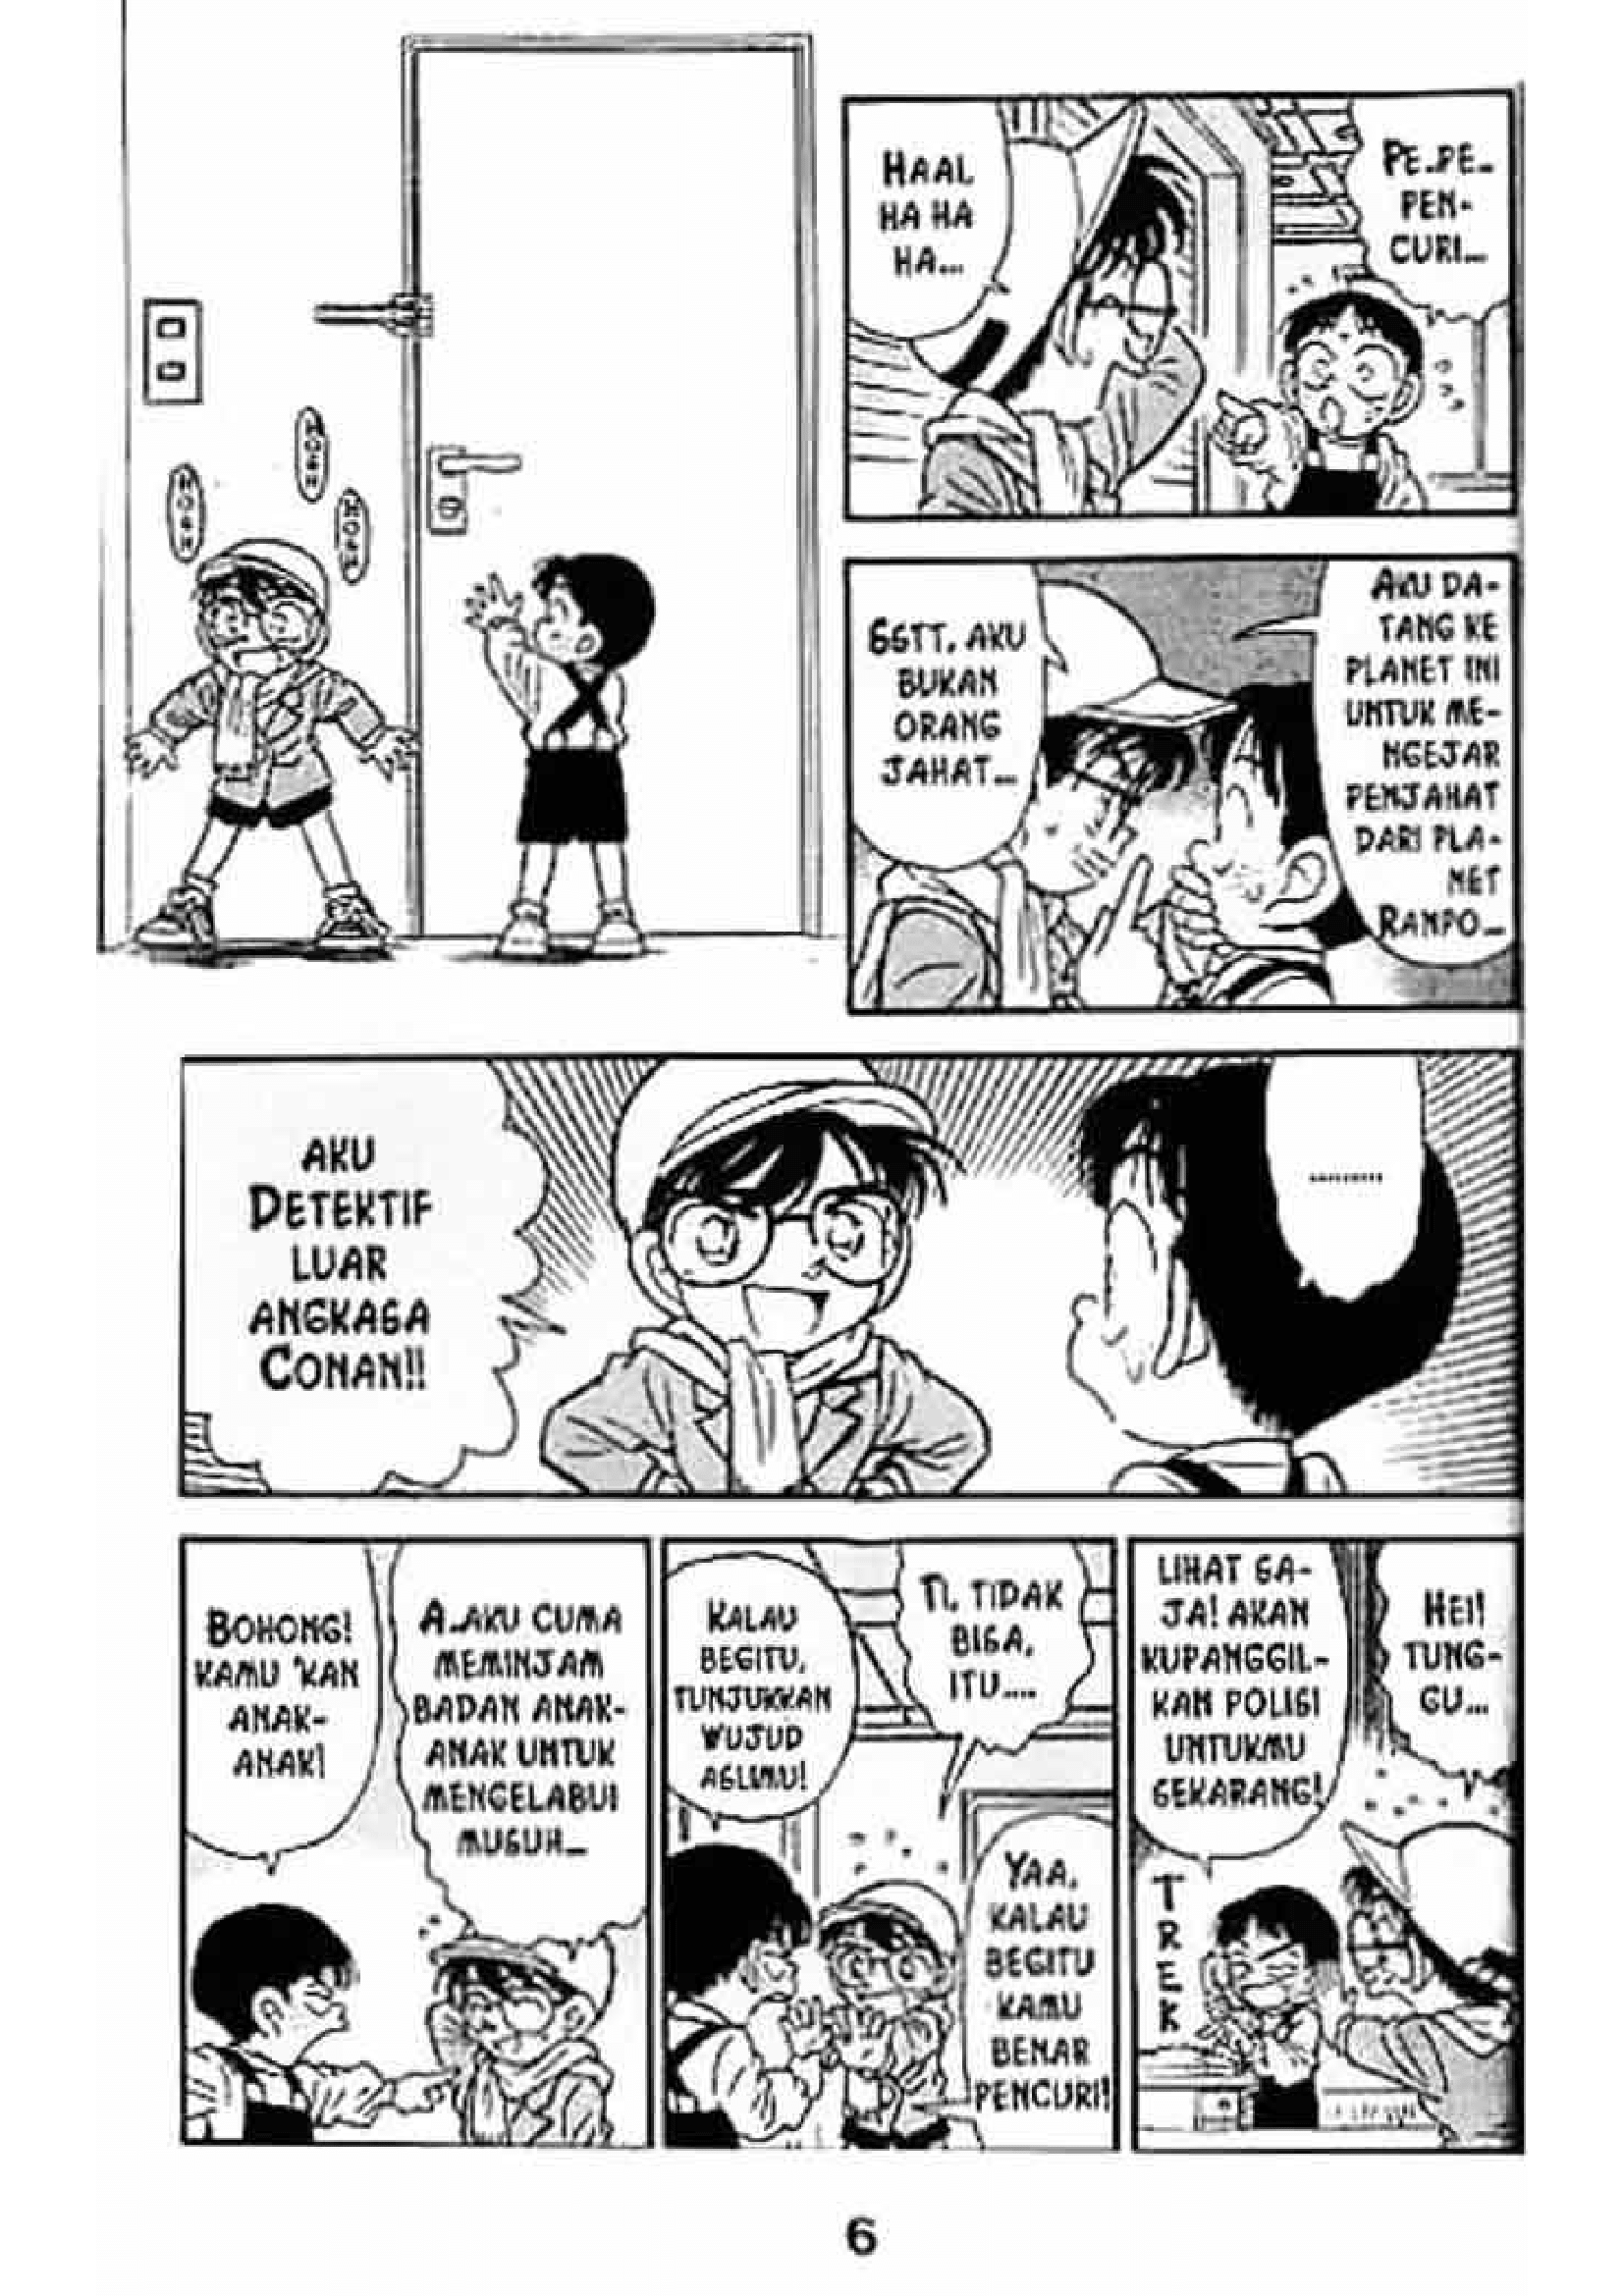 PE..PE..
PEN-
CURI...
HAAI,
HA HA
HA...
HOSH
HOSH
HOSH
AKU DA-
TANG KE
PLANET INI
UNTUK ME-
NGEJAR
PENJAHAT
DARI PLA-
NET
RAMPO...
SSTT, AKU
BUKAN
ORANG
JAHAT...
.........
AKU
DETEKTIF
LUAR
ANGKASA
CONAN!!
HEI!
TUNG-
GU...
LIHAT SA-
JA! AKAN
KUPANGGIL-
KAN POLISI
UNTUKMU
SEKARANG!
TREK
TI, TIDAK
BISA,
ITU....
KALAU
BEGITU,
TUNJUKKAN
WUJUD
ASLIMU!
YAA,
KALAU
BEGITU
KAMU
BENAR
PENCURI!
A..AKU CUMA
MEMINJAM
BADAN ANAK-
ANAK UNTUK
MENGELABUI
MUSUH...
BOHONG!
KAMU 'KAN
ANAK-
ANAK!
6